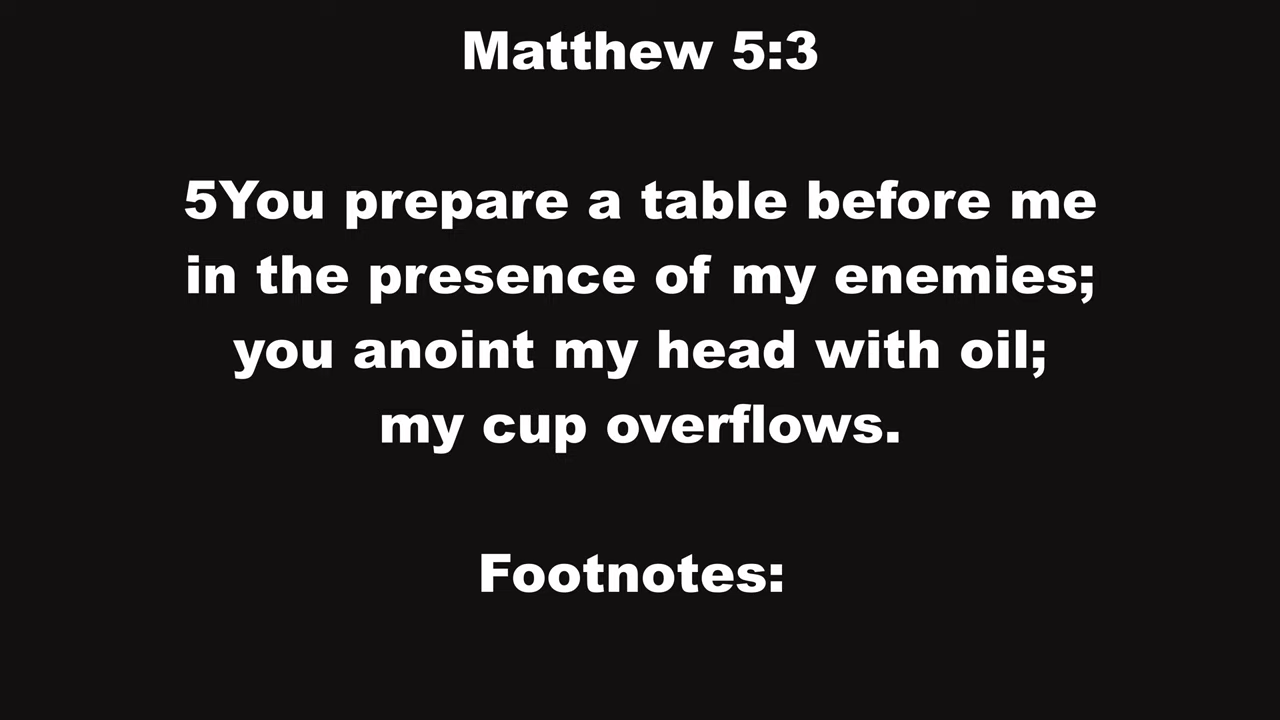 Matthew 5:3
5You prepare a table before me
in the presence of my enemies;
you anoint my head with oil;
my cup overflows.
Footnotes: